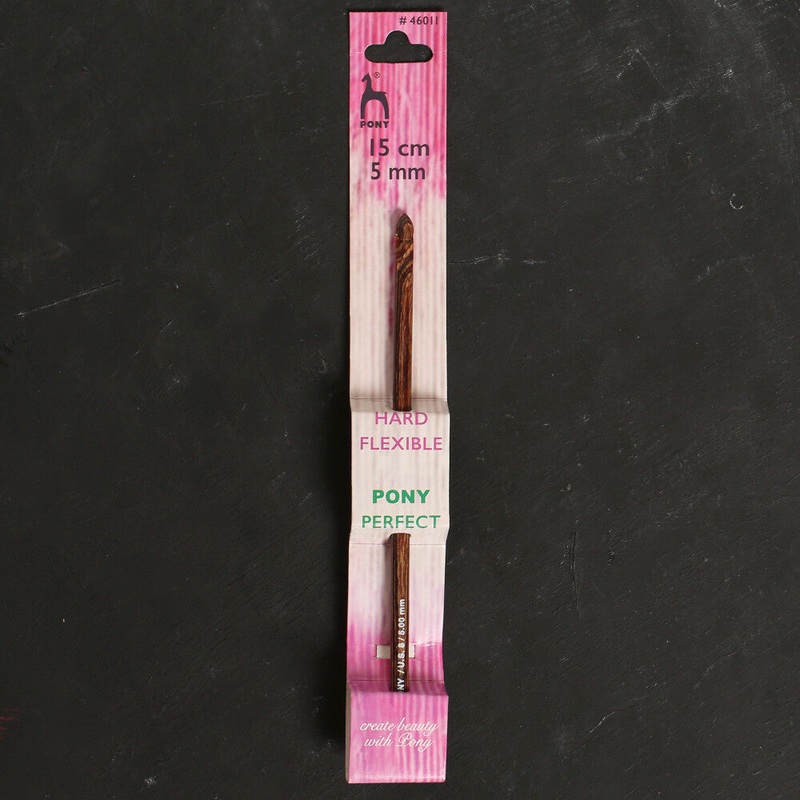 # 46011
®
PONY
15 cm
5 mm
HARD
FLEXIBLE
PONY
PERFECT
NY / U.S. 8 / 5.00 mm
create beauty
with Pony